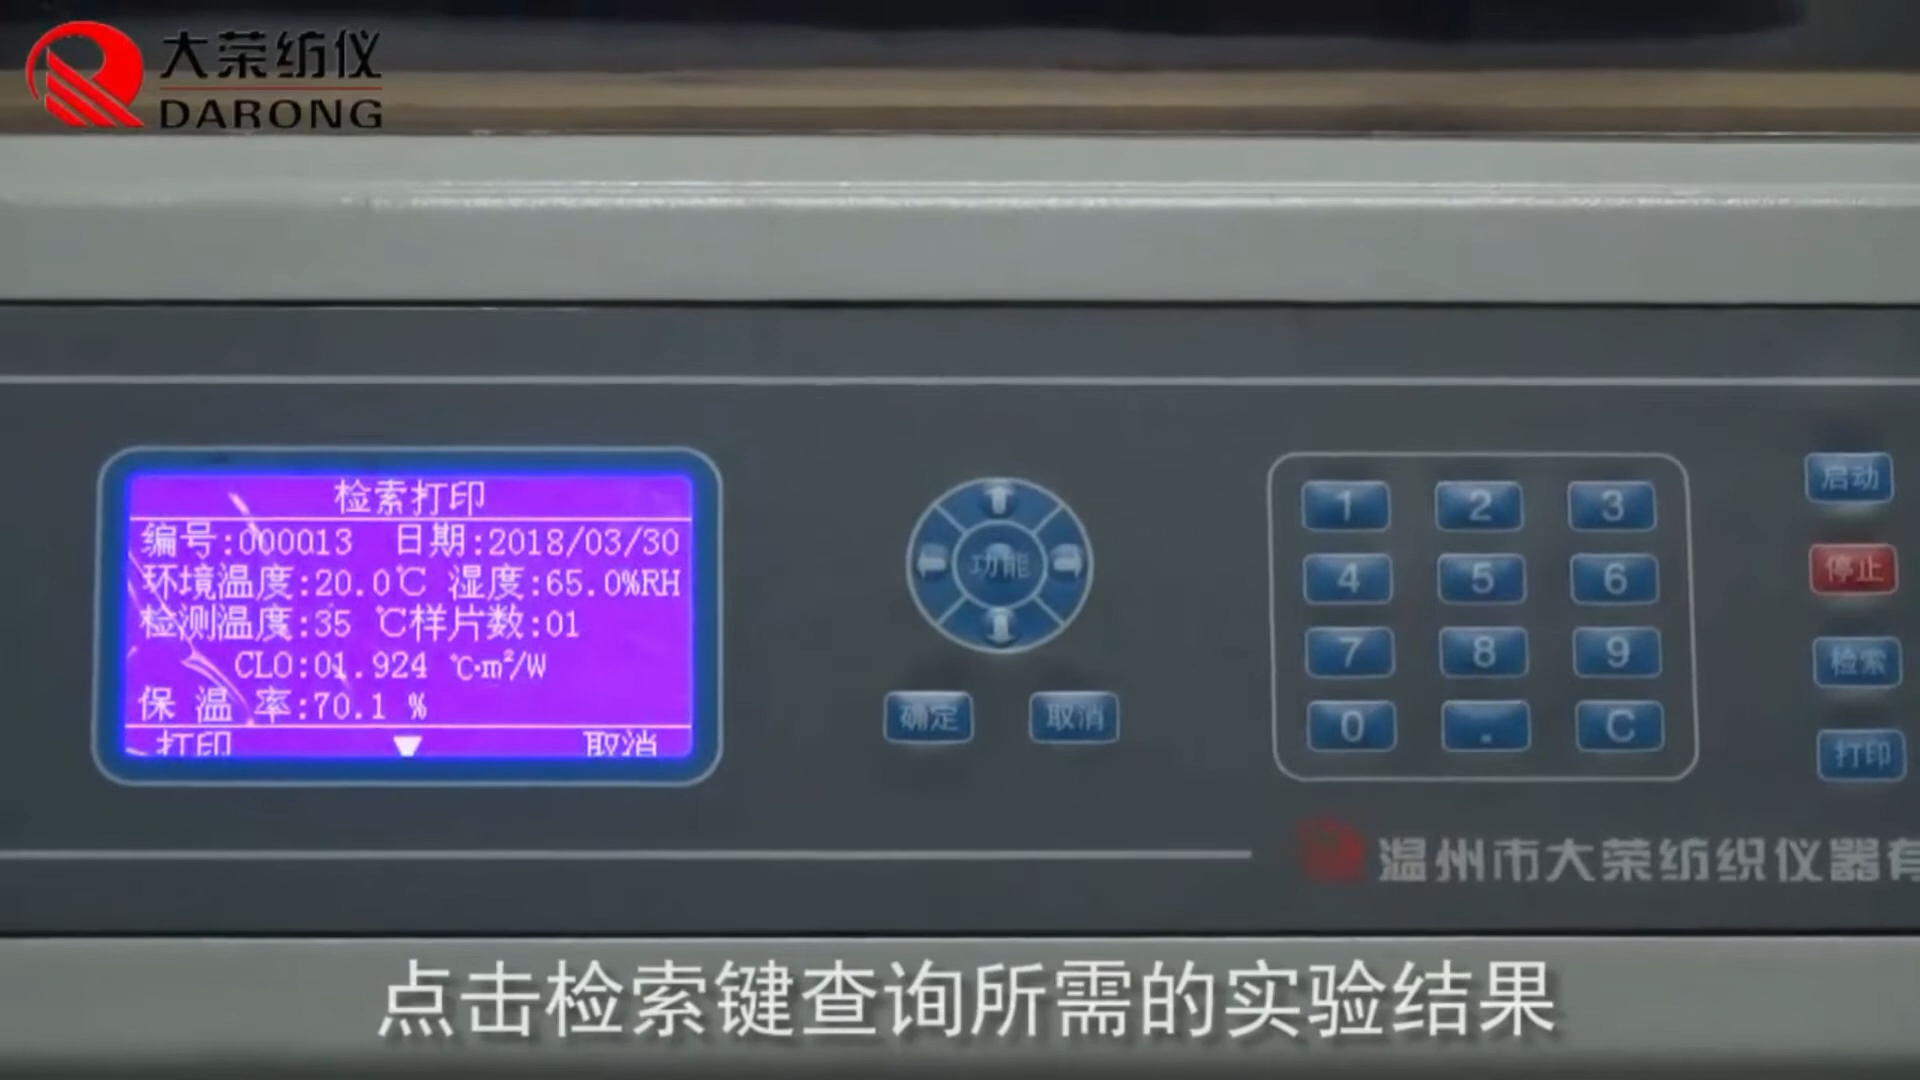 大荣纺仪
DARONG
检索打印
编号:000013 日期:2018/03/30
环境温度:20.0℃ 湿度:65.0%RH
检测温度:35 ℃样片数:01
CLO:01.924 ℃·m²/W
保 温 率:70.1 %
打印 取消
功能
确定 取消
1 2 3
4 5 6
7 8 9
0 . C
启动
停止
检索
打印
温州市大荣纺织仪器有
点击检索键查询所需的实验结果